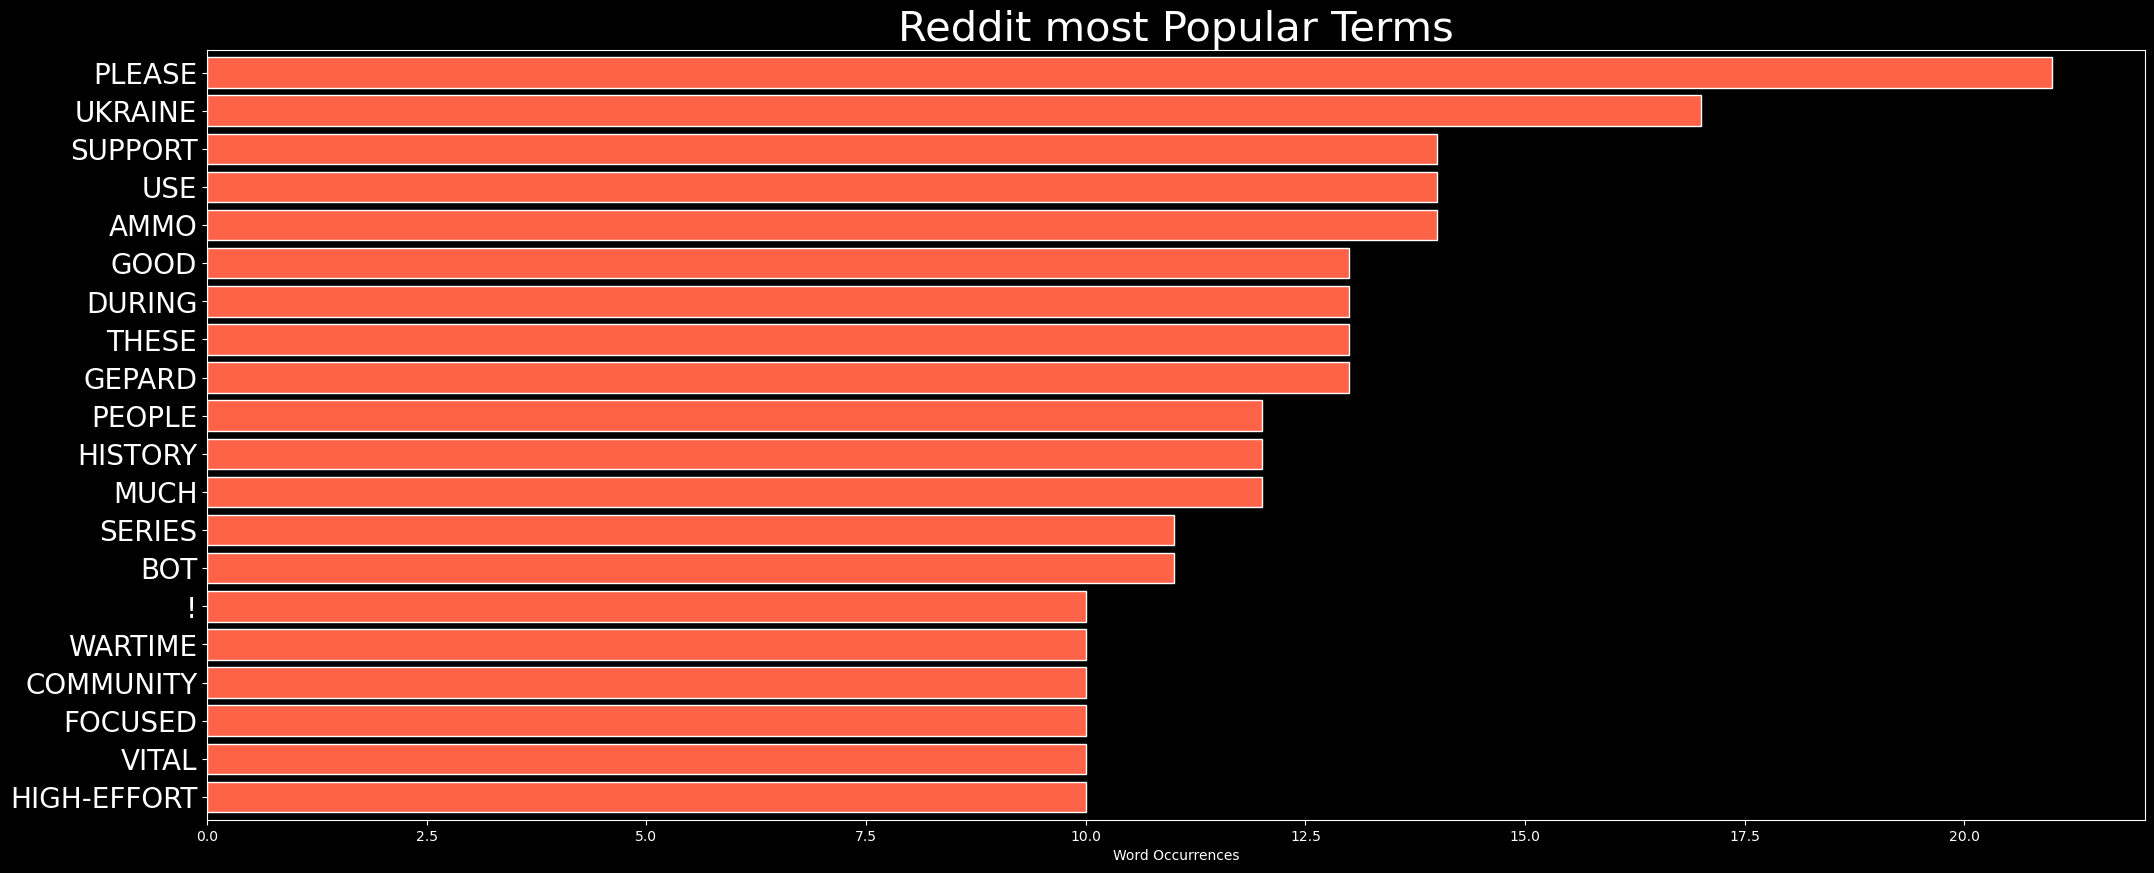 Reddit most Popular Terms
PLEASE
UKRAINE
SUPPORT
USE
AMMO
GOOD
DURING
THESE
GEPARD
PEOPLE
HISTORY
MUCH
SERIES
BOT
!
WARTIME
COMMUNITY
FOCUSED
VITAL
HIGH-EFFORT
0.0 2.5 5.0 7.5 10.0 12.5 15.0 17.5 20.0
Word Occurrences